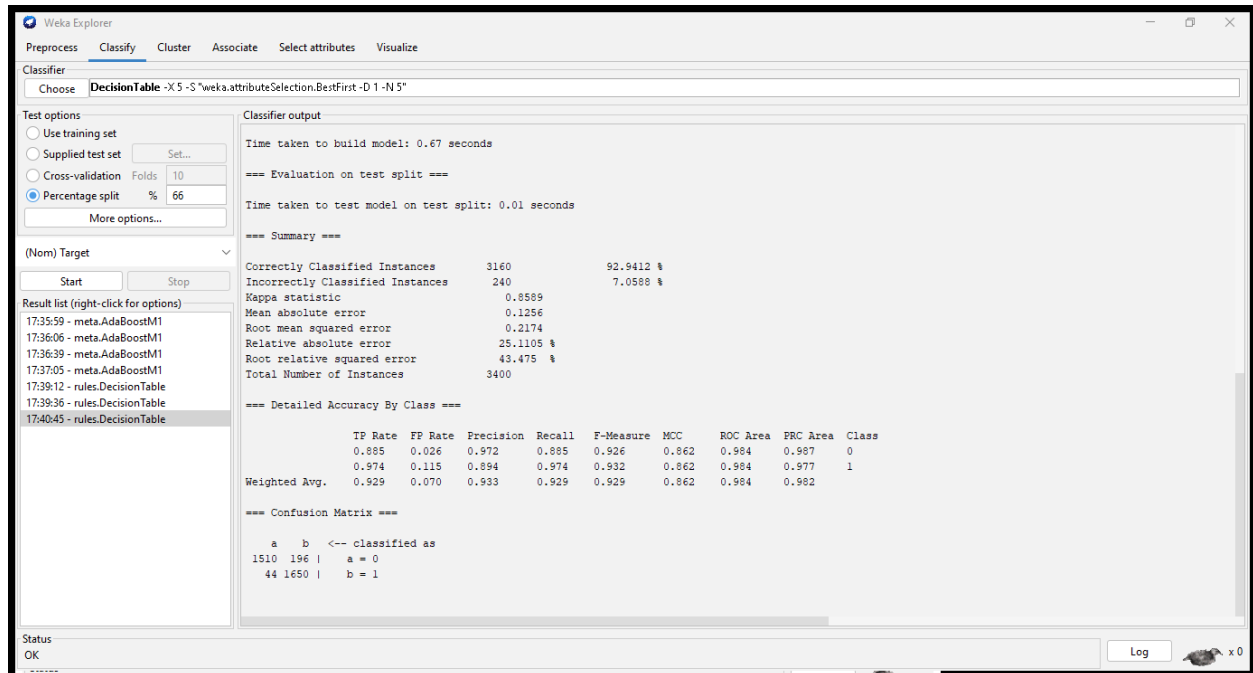 Weka Explorer
Preprocess Classify Cluster Associate Select attributes Visualize
Classifier
Choose DecisionTable -X 5 -S "weka.attributeSelection.BestFirst -D 1 -N 5"
Test options
Use training set
Supplied test set Set...
Cross-validation Folds 10
Percentage split % 66
More options...
(Nom) Target
Start Stop
Result list (right-click for options)
17:35:59 - meta.AdaBoostM1
17:36:06 - meta.AdaBoostM1
17:36:39 - meta.AdaBoostM1
17:37:05 - meta.AdaBoostM1
17:39:12 - rules.DecisionTable
17:39:36 - rules.DecisionTable
17:40:45 - rules.DecisionTable
Classifier output
Time taken to build model: 0.67 seconds
=== Evaluation on test split ===
Time taken to test model on test split: 0.01 seconds
=== Summary ===
Correctly Classified Instances 3160 92.9412 %
Incorrectly Classified Instances 240 7.0588 %
Kappa statistic 0.8589
Mean absolute error 0.1256
Root mean squared error 0.2174
Relative absolute error 25.1105 %
Root relative squared error 43.475 %
Total Number of Instances 3400
=== Detailed Accuracy By Class ===
TP Rate FP Rate Precision Recall F-Measure MCC ROC Area PRC Area Class
0.885 0.026 0.972 0.885 0.926 0.862 0.984 0.987 0
0.974 0.115 0.894 0.974 0.932 0.862 0.984 0.977 1
Weighted Avg. 0.929 0.070 0.933 0.929 0.929 0.862 0.984 0.982
=== Confusion Matrix ===
a b <-- classified as
1510 196 | a = 0
44 1650 | b = 1
Status
OK
Log x 0